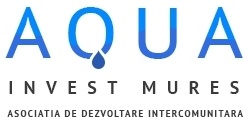 AQUA
INVEST MURES
ASOCIATIA DE DEZVOLTARE INTERCOMUNITARA